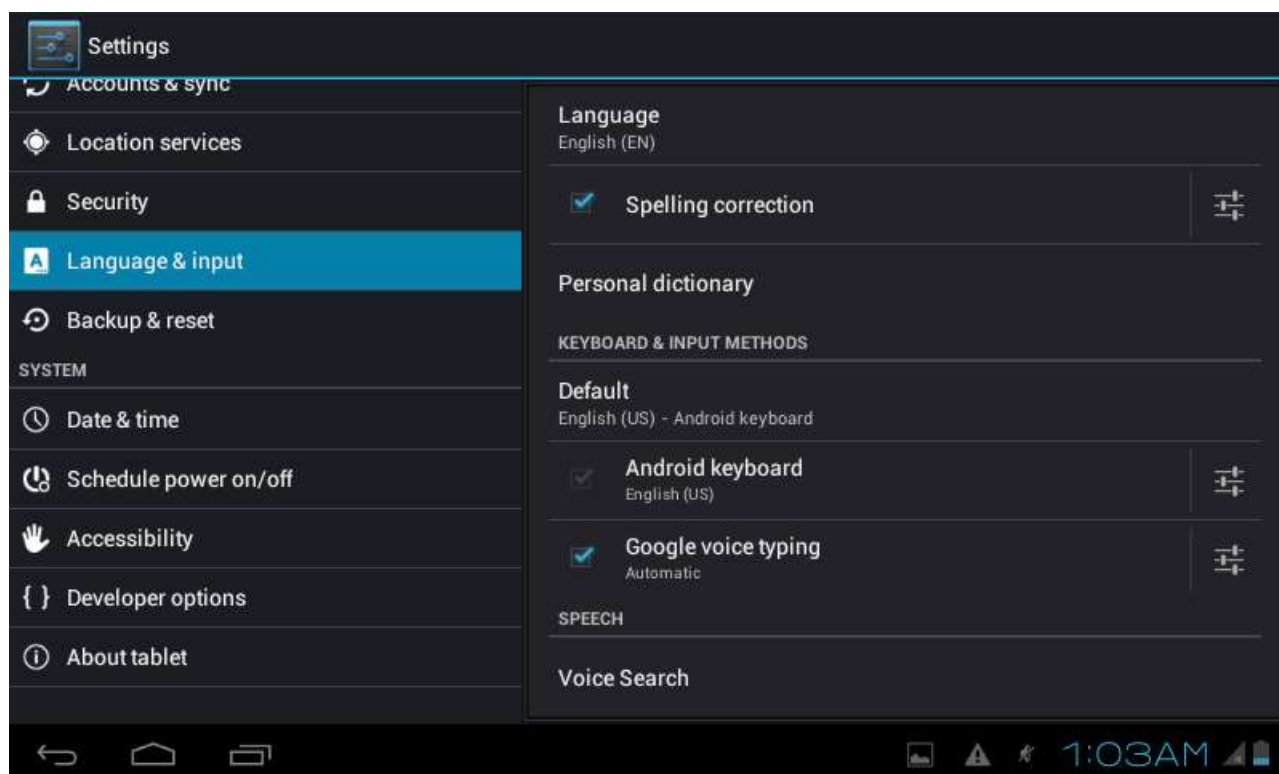 Settings
Accounts & sync
Location services
Security
Language & input
Backup & reset
SYSTEM
Date & time
Schedule power on/off
Accessibility
{ } Developer options
About tablet
Language
English (EN)
Spelling correction
Personal dictionary
KEYBOARD & INPUT METHODS
Default
English (US) - Android keyboard
Android keyboard
English (US)
Google voice typing
Automatic
SPEECH
Voice Search
1:03AM